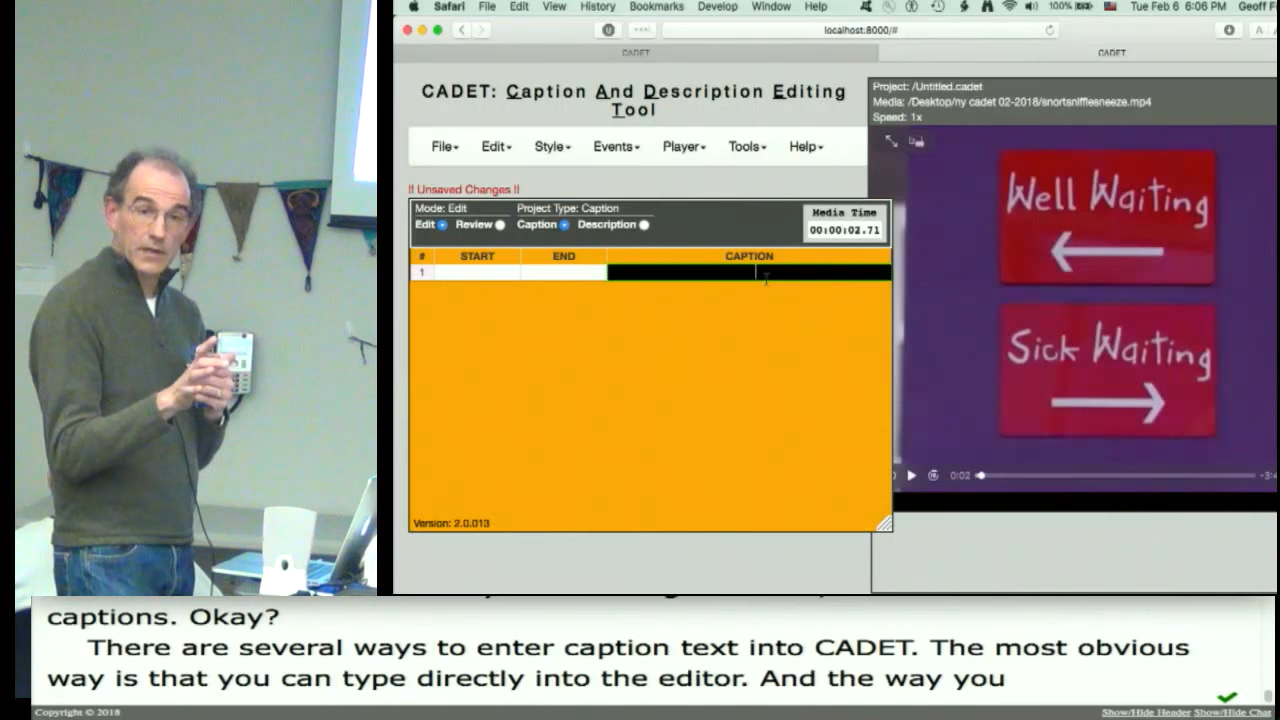 Safari File Edit View History Bookmarks Develop Window Help 100% Tue Feb 6 6:06 PM Geoff
localhost:8000/#
CADET CADET
CADET: Caption And Description Editing
Tool
File Edit Style Events Player Tools Help
!! Unsaved Changes !!
Mode: Edit Project Type: Caption
Edit Review Caption Description
Media Time
00:00:02.71
# START END CAPTION
1
Version: 2.0.013
Project: /Untitled.cadet
Media: /Desktop/ny cadet 02-2018/snortsnifflesneeze.mp4
Speed: 1x
Well Waiting
Sick Waiting
0:02
captions. Okay?
There are several ways to enter caption text into CADET. The most obvious
way is that you can type directly into the editor. And the way you
Copyright © 2018 Show/Hide Header Show/Hide Chat